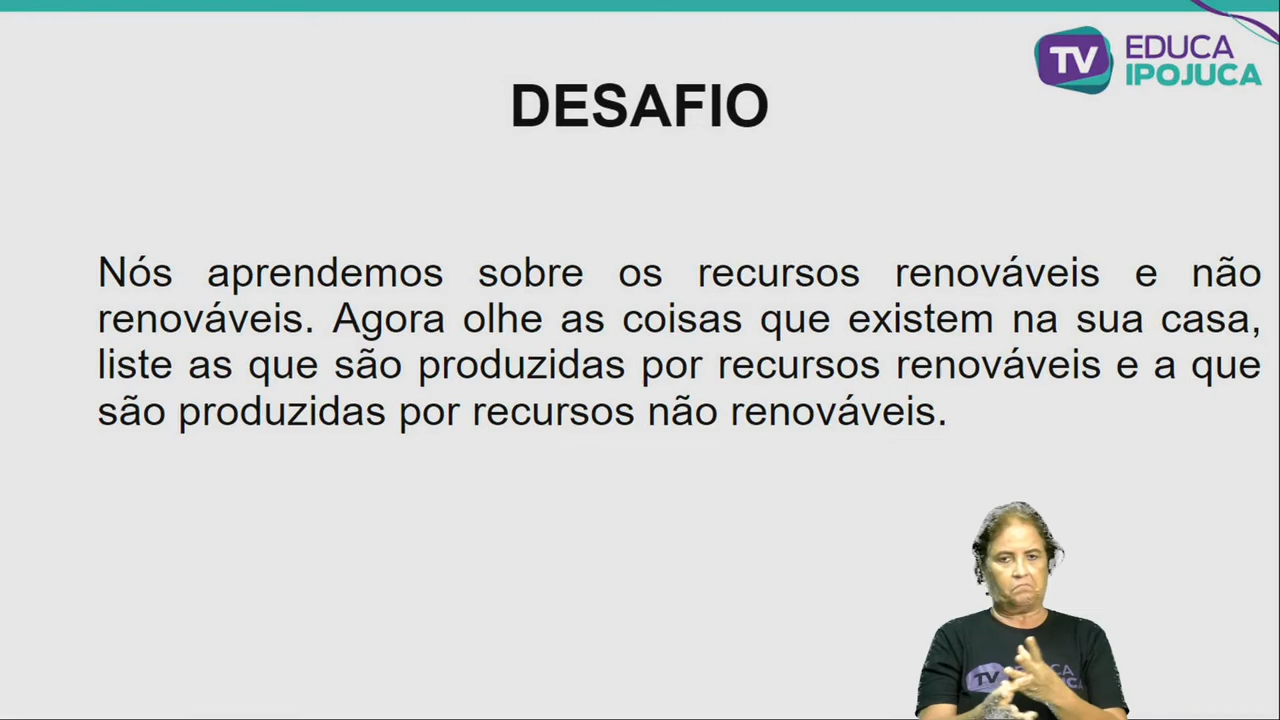 TV EDUCA
IPOJUCA
DESAFIO
Nós aprendemos sobre os recursos renováveis e não
renováveis. Agora olhe as coisas que existem na sua casa,
liste as que são produzidas por recursos renováveis e a que
são produzidas por recursos não renováveis.
TV